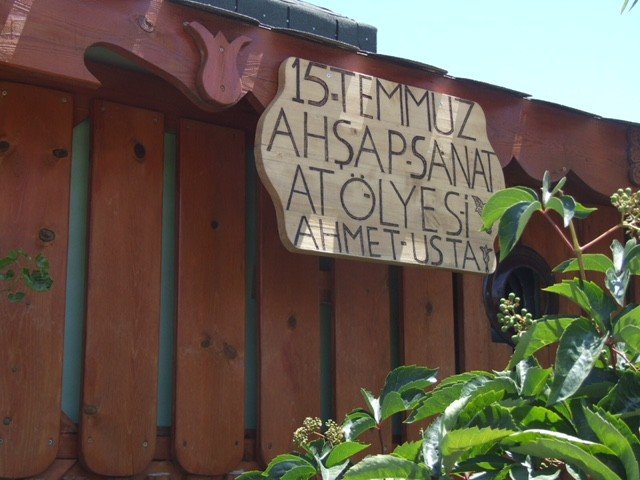 15-TEMMUZ
AHŞAP-SANAT
ATÖLYESİ
AHMET-USTA